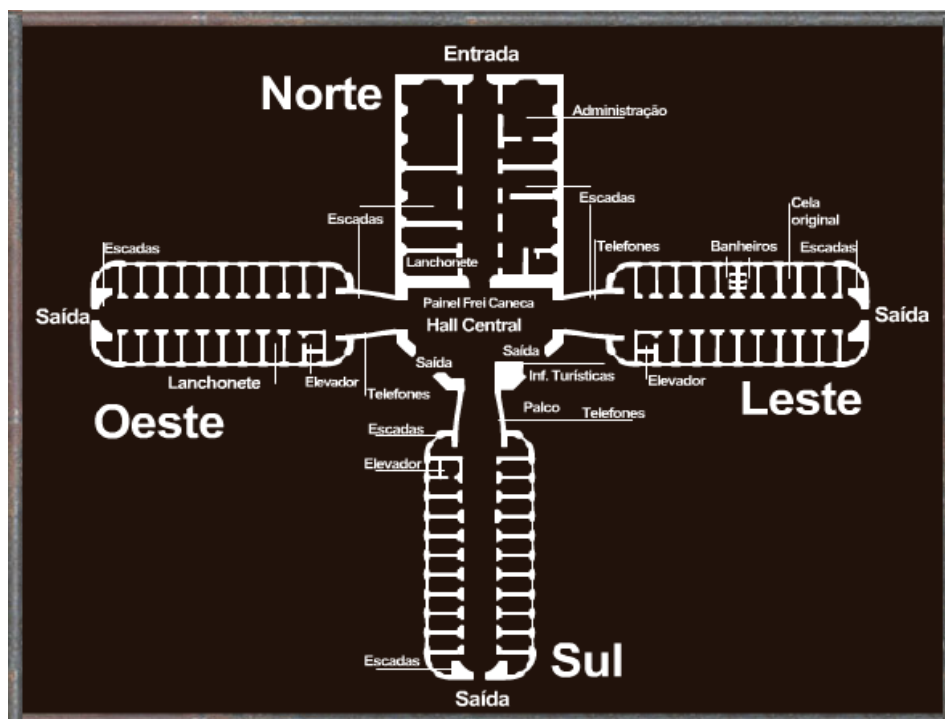 Entrada
Norte
Administração
Escadas
Escadas
Cela
original
Escadas
Telefones
Banheiros
Escadas
Lanchonete
Painel Frei Caneca
Saída
Hall Central
Saída
Saída
Saída
Inf. Turísticas
Lanchonete
Elevador
Telefones
Elevador
Oeste
Leste
Palco
Telefones
Escadas
Elevador
Escadas
Sul
Saída